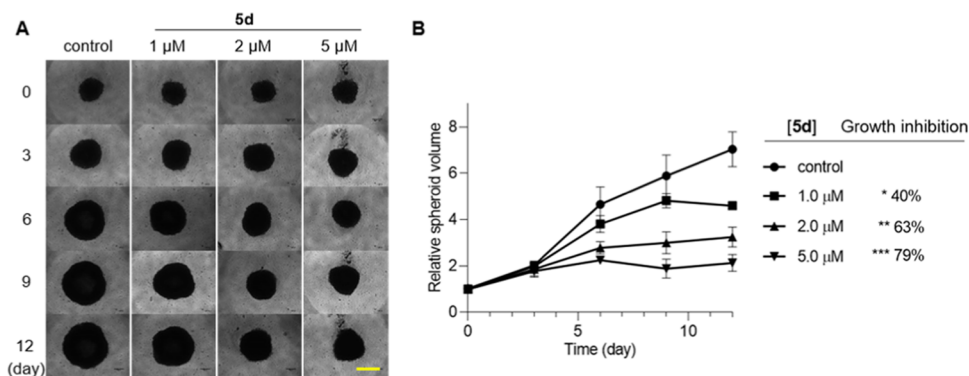 A
5d
control 1 μM 2 μM 5 μM
0
3
6
9
12
(day)
B
Relative spheroid volume
8
6
4
2
0
0 5 10
Time (day)
[5d] Growth inhibition
control
1.0 μM * 40%
2.0 μM ** 63%
5.0 μM *** 79%